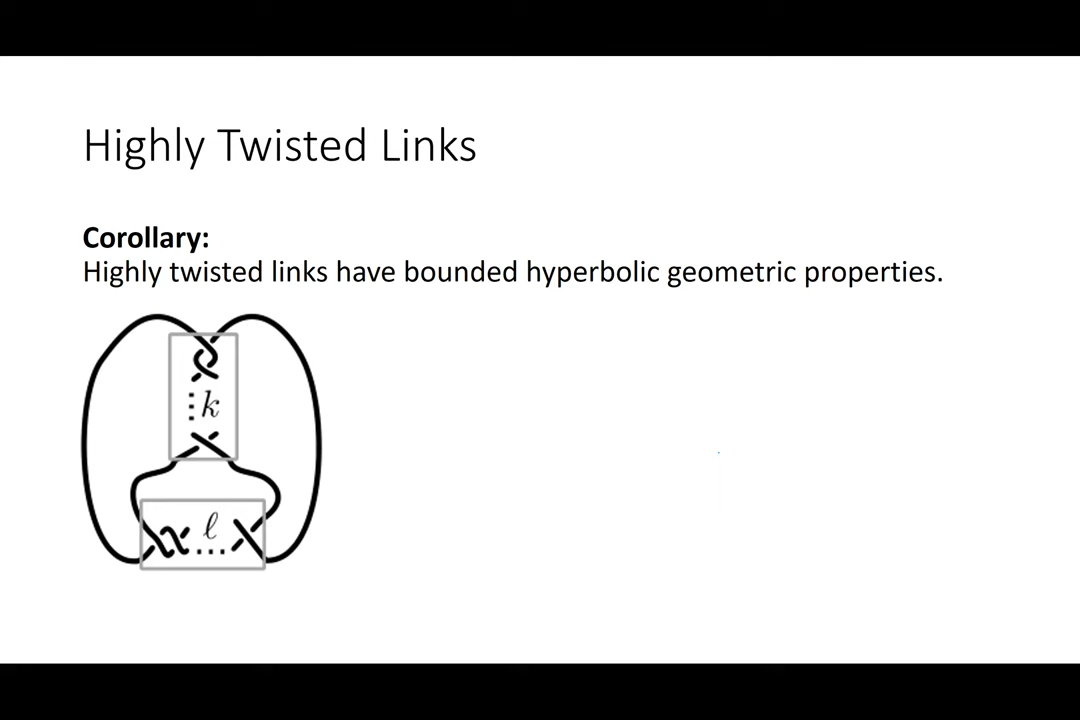 Highly Twisted Links
Corollary:
Highly twisted links have bounded hyperbolic geometric properties.
k
ℓ